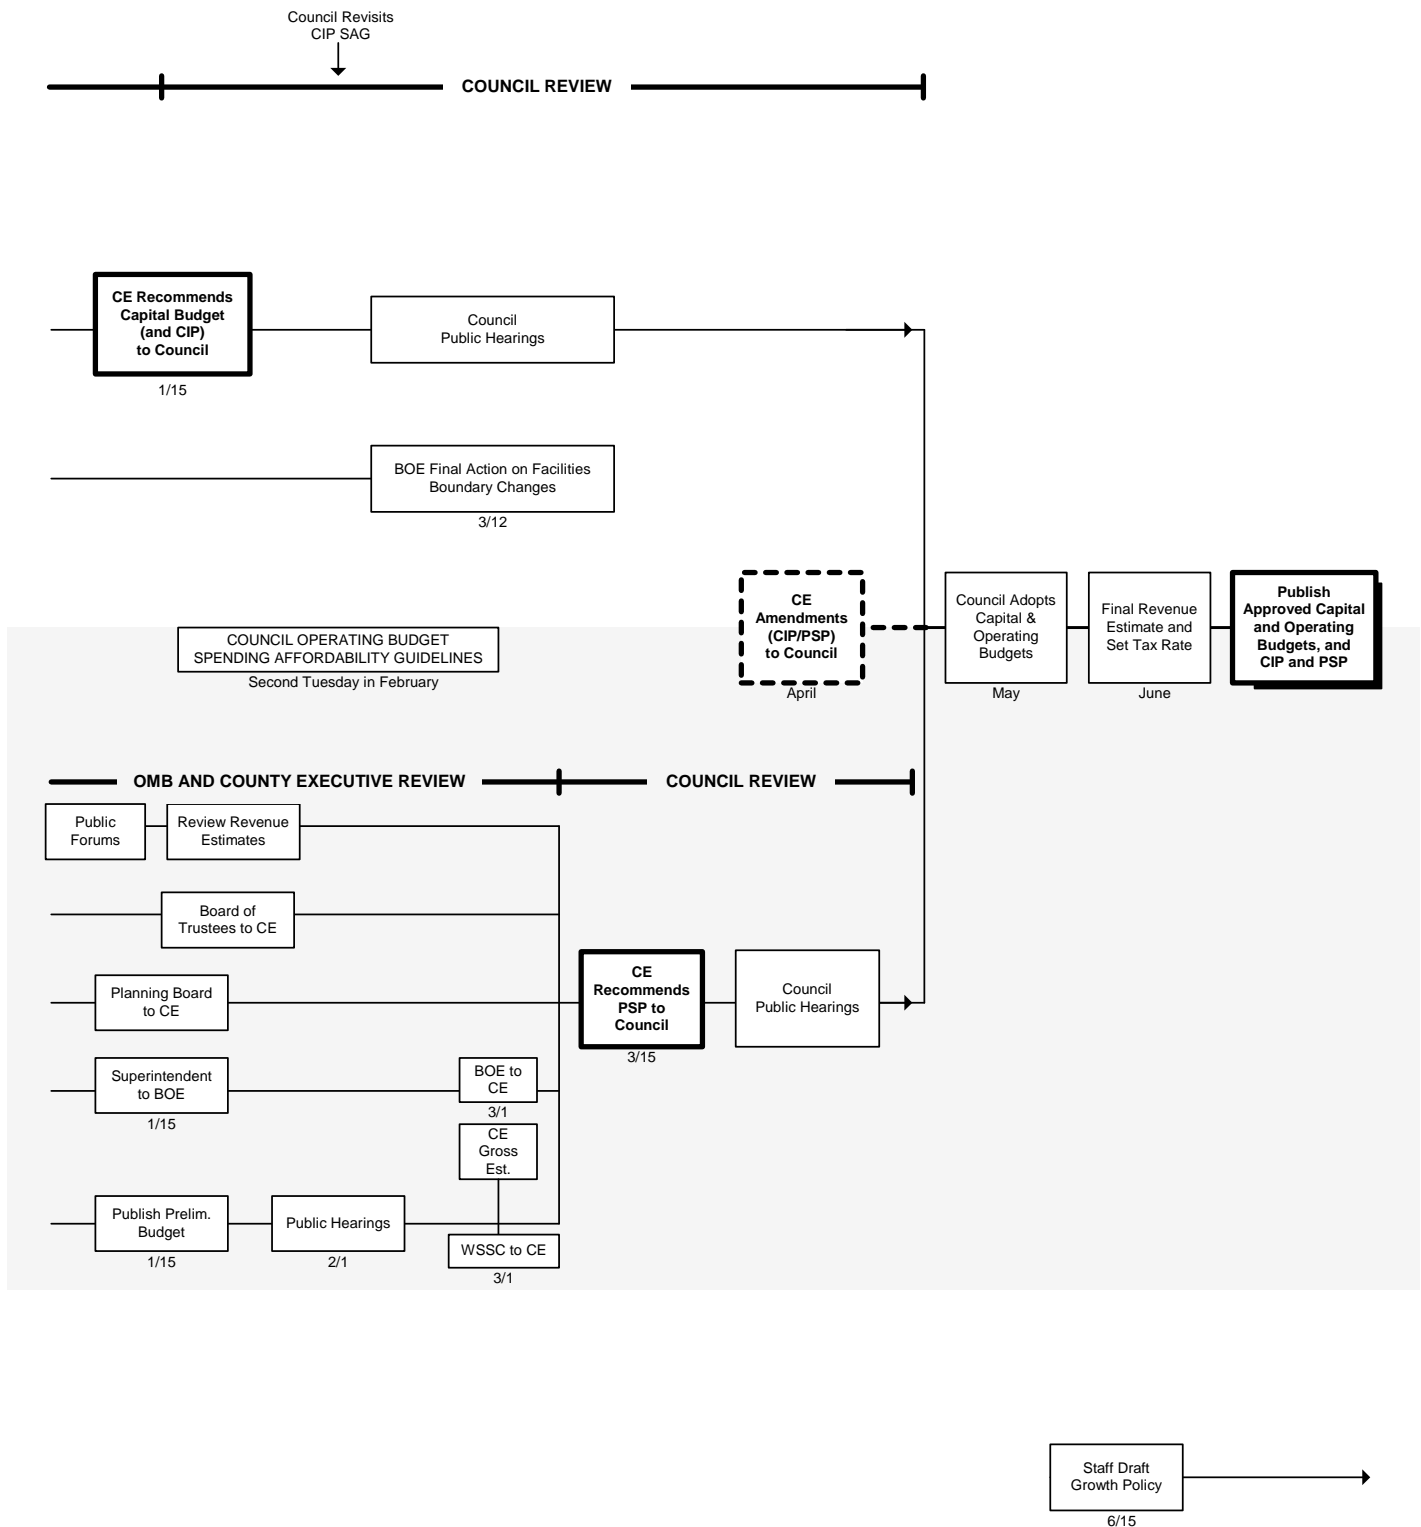 Council Revisits
CIP SAG
COUNCIL REVIEW
CE Recommends
Capital Budget
(and CIP)
to Council
1/15
Council
Public Hearings
BOE Final Action on Facilities
Boundary Changes
3/12
COUNCIL OPERATING BUDGET
SPENDING AFFORDABILITY GUIDELINES
Second Tuesday in February
CE
Amendments
(CIP/PSP)
to Council
April
Council Adopts
Capital &
Operating
Budgets
May
Final Revenue
Estimate and
Set Tax Rate
June
Publish
Approved Capital
and Operating
Budgets, and
CIP and PSP
OMB AND COUNTY EXECUTIVE REVIEW
COUNCIL REVIEW
Public
Forums
Review Revenue
Estimates
Board of
Trustees to CE
Planning Board
to CE
CE
Recommends
PSP to
Council
3/15
Council
Public Hearings
Superintendent
to BOE
1/15
BOE to
CE
3/1
CE
Gross
Est.
Publish Prelim.
Budget
1/15
Public Hearings
2/1
WSSC to CE
3/1
Staff Draft
Growth Policy
6/15